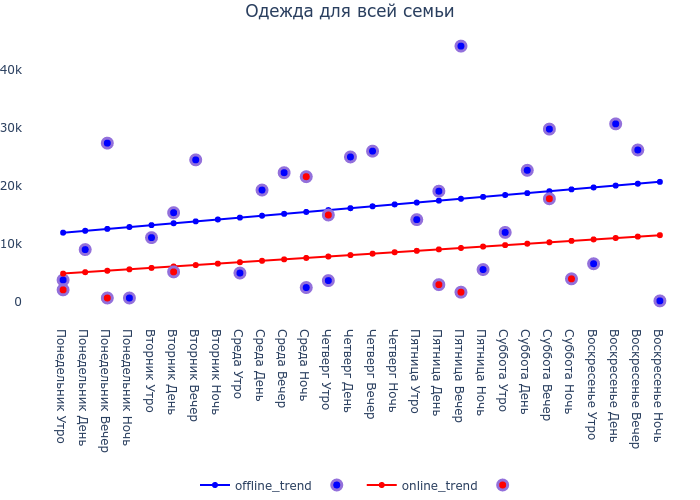 Одежда для всей семьи
40k
30k
20k
10k
0
Понедельник Утро
Понедельник День
Понедельник Вечер
Понедельник Ночь
Вторник Утро
Вторник День
Вторник Вечер
Вторник Ночь
Среда Утро
Среда День
Среда Вечер
Среда Ночь
Четверг Утро
Четверг День
Четверг Вечер
Четверг Ночь
Пятница Утро
Пятница День
Пятница Вечер
Пятница Ночь
Суббота Утро
Суббота День
Суббота Вечер
Суббота Ночь
Воскресенье Утро
Воскресенье День
Воскресенье Вечер
Воскресенье Ночь
offline_trend
online_trend